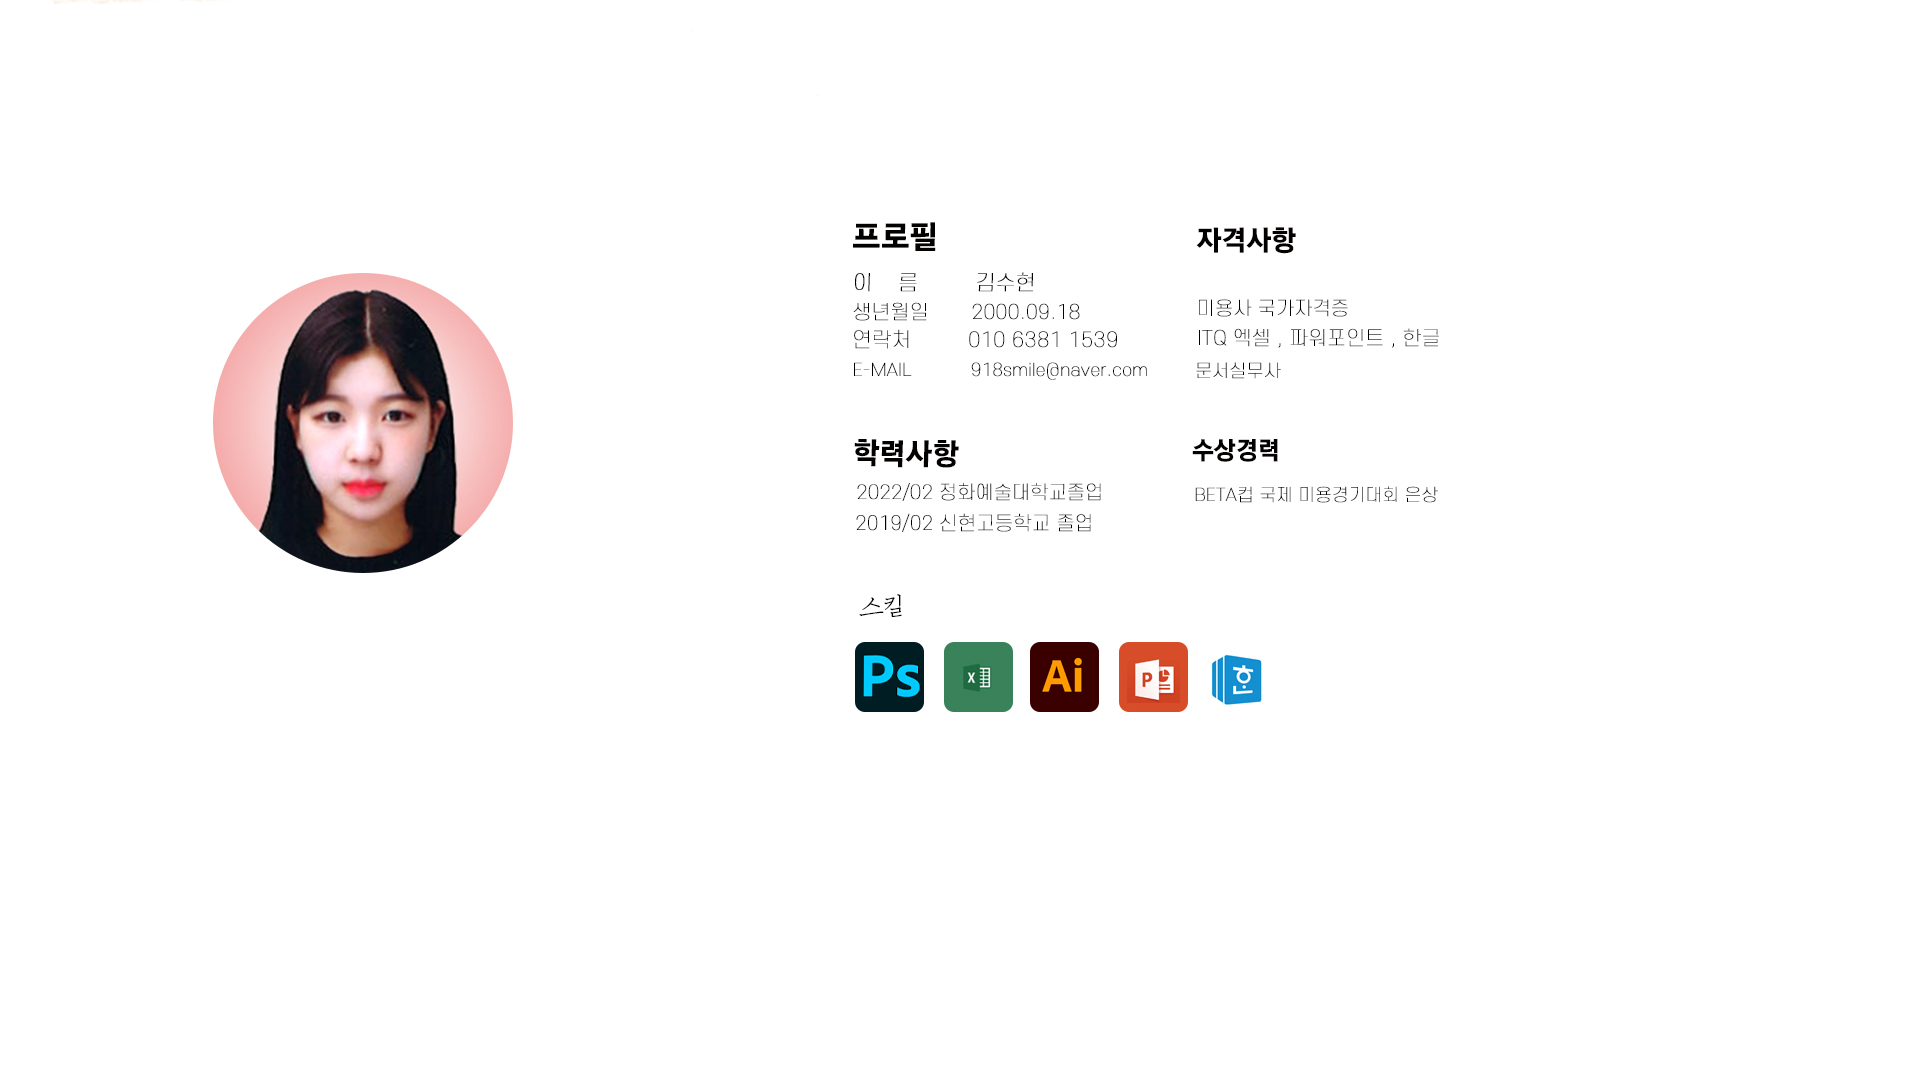 프로필
이 름 김수현
생년월일 2000.09.18
연락처 010 6381 1539
E-MAIL 918smile@naver.com
자격사항
미용사 국가자격증
ITQ 엑셀 , 파워포인트 , 한글
문서실무사
학력사항
2022/02 정화예술대학교졸업
2019/02 신현고등학교 졸업
수상경력
BETA컵 국제 미용경기대회 은상
스킬
Ps
X
Ai
P
한